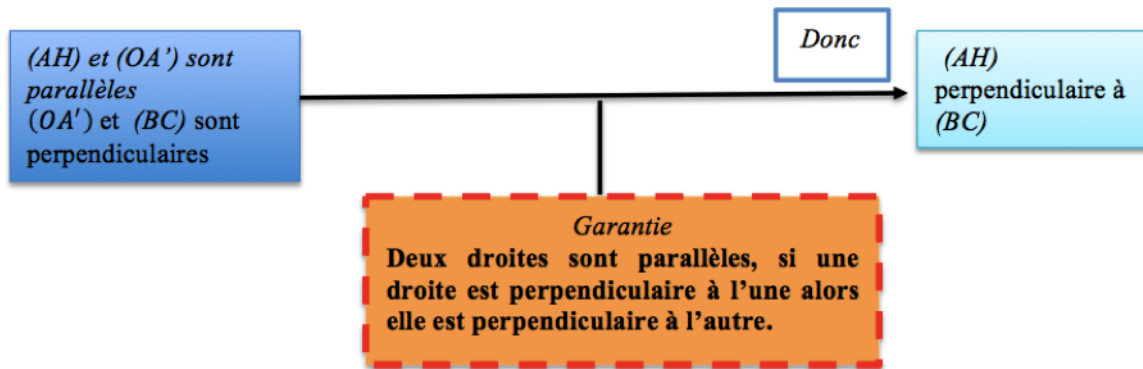 (AH) et (OA’) sont
parallèles
(OA′) et (BC) sont
perpendiculaires
Donc
(AH)
perpendiculaire à
(BC)
Garantie
Deux droites sont parallèles, si une
droite est perpendiculaire à l’une alors
elle est perpendiculaire à l’autre.